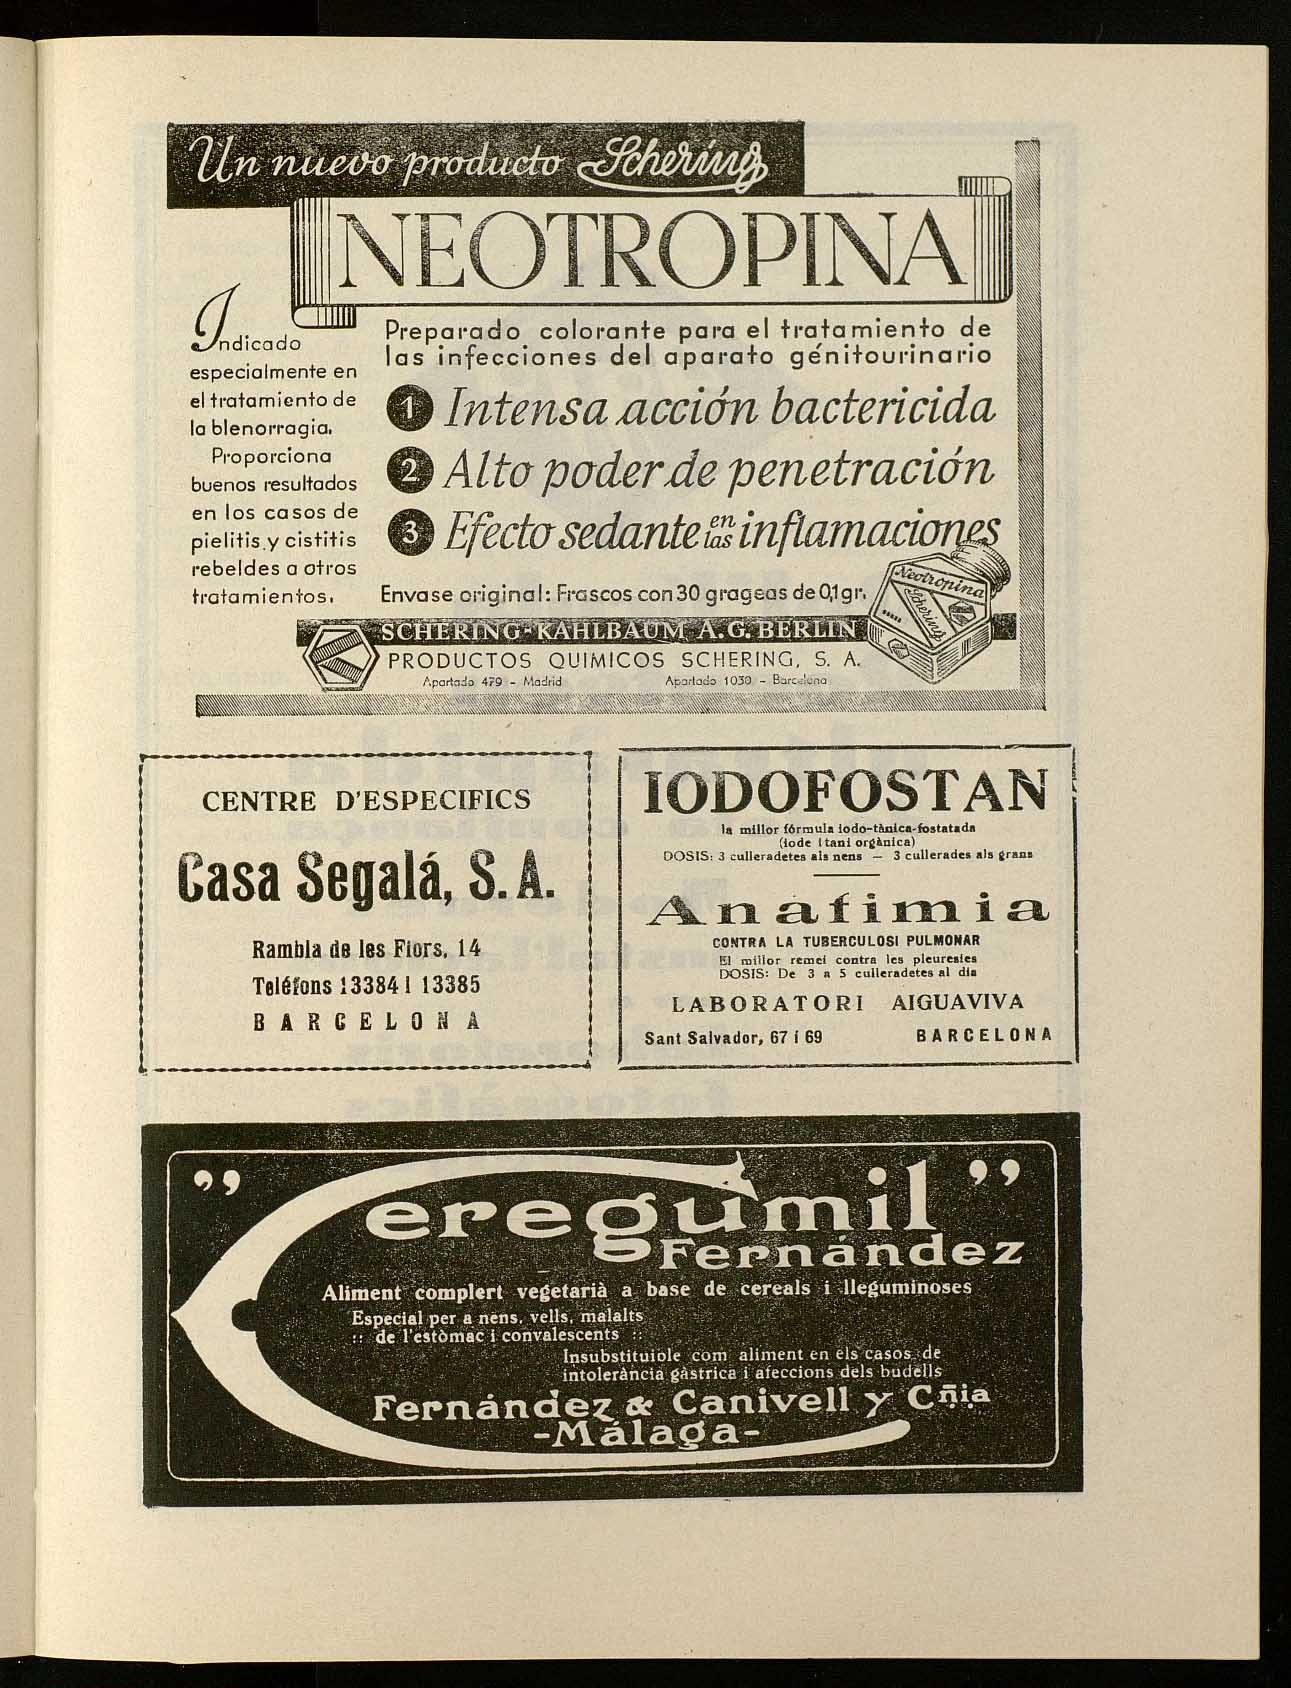 Un nuevo producto Schering
NEOTROPINA
Indicado
especialmente en
el tratamiento de
la blenorragia.
Proporciona
buenos resultados
en los casos de
pielitis y cistitis
rebeldes a otros
tratamientos.
Preparado colorante para el tratamiento de
las infecciones del aparato génitourinario
1 Intensa acción bactericida
2 Alto poder de penetración
3 Efecto sedante en las inflamaciones
Envase original: Frascos con 30 grageas de 0,1 gr.
Neotropina
Schering
SCHERING-KAHLBAUM A.G. BERLIN
PRODUCTOS QUIMICOS SCHERING, S. A.
Apartado 479 - Madrid Apartado 1030 - Barcelona
CENTRE D'ESPECIFICS
Casa Segalá, S. A.
Rambla de les Flors, 14
Teléfons 13384 i 13385
BARCELONA
IODOFOSTAN
la millor fórmula iodo-tànica-fostatada
(iode i tani orgànica)
DOSIS: 3 culleradetes als nens — 3 cullerades als grans
Anafimia
CONTRA LA TUBERCULOSI PULMONAR
El millor remei contra les pleuresies
DOSIS: De 3 a 5 culleradetes al dia
LABORATORI AIGUAVIVA
Sant Salvador, 67 i 69 BARCELONA
"Ceregumil"
Fernández
Aliment complert vegetarià a base de cereals i lleguminoses
Especial per a nens, vells, malalts
:: de l'estòmac i convalescents ::
Insubstituible com aliment en els casos de
intolerància gàstrica i afeccions dels budells
Fernández & Canivell y Cñia
-Málaga-